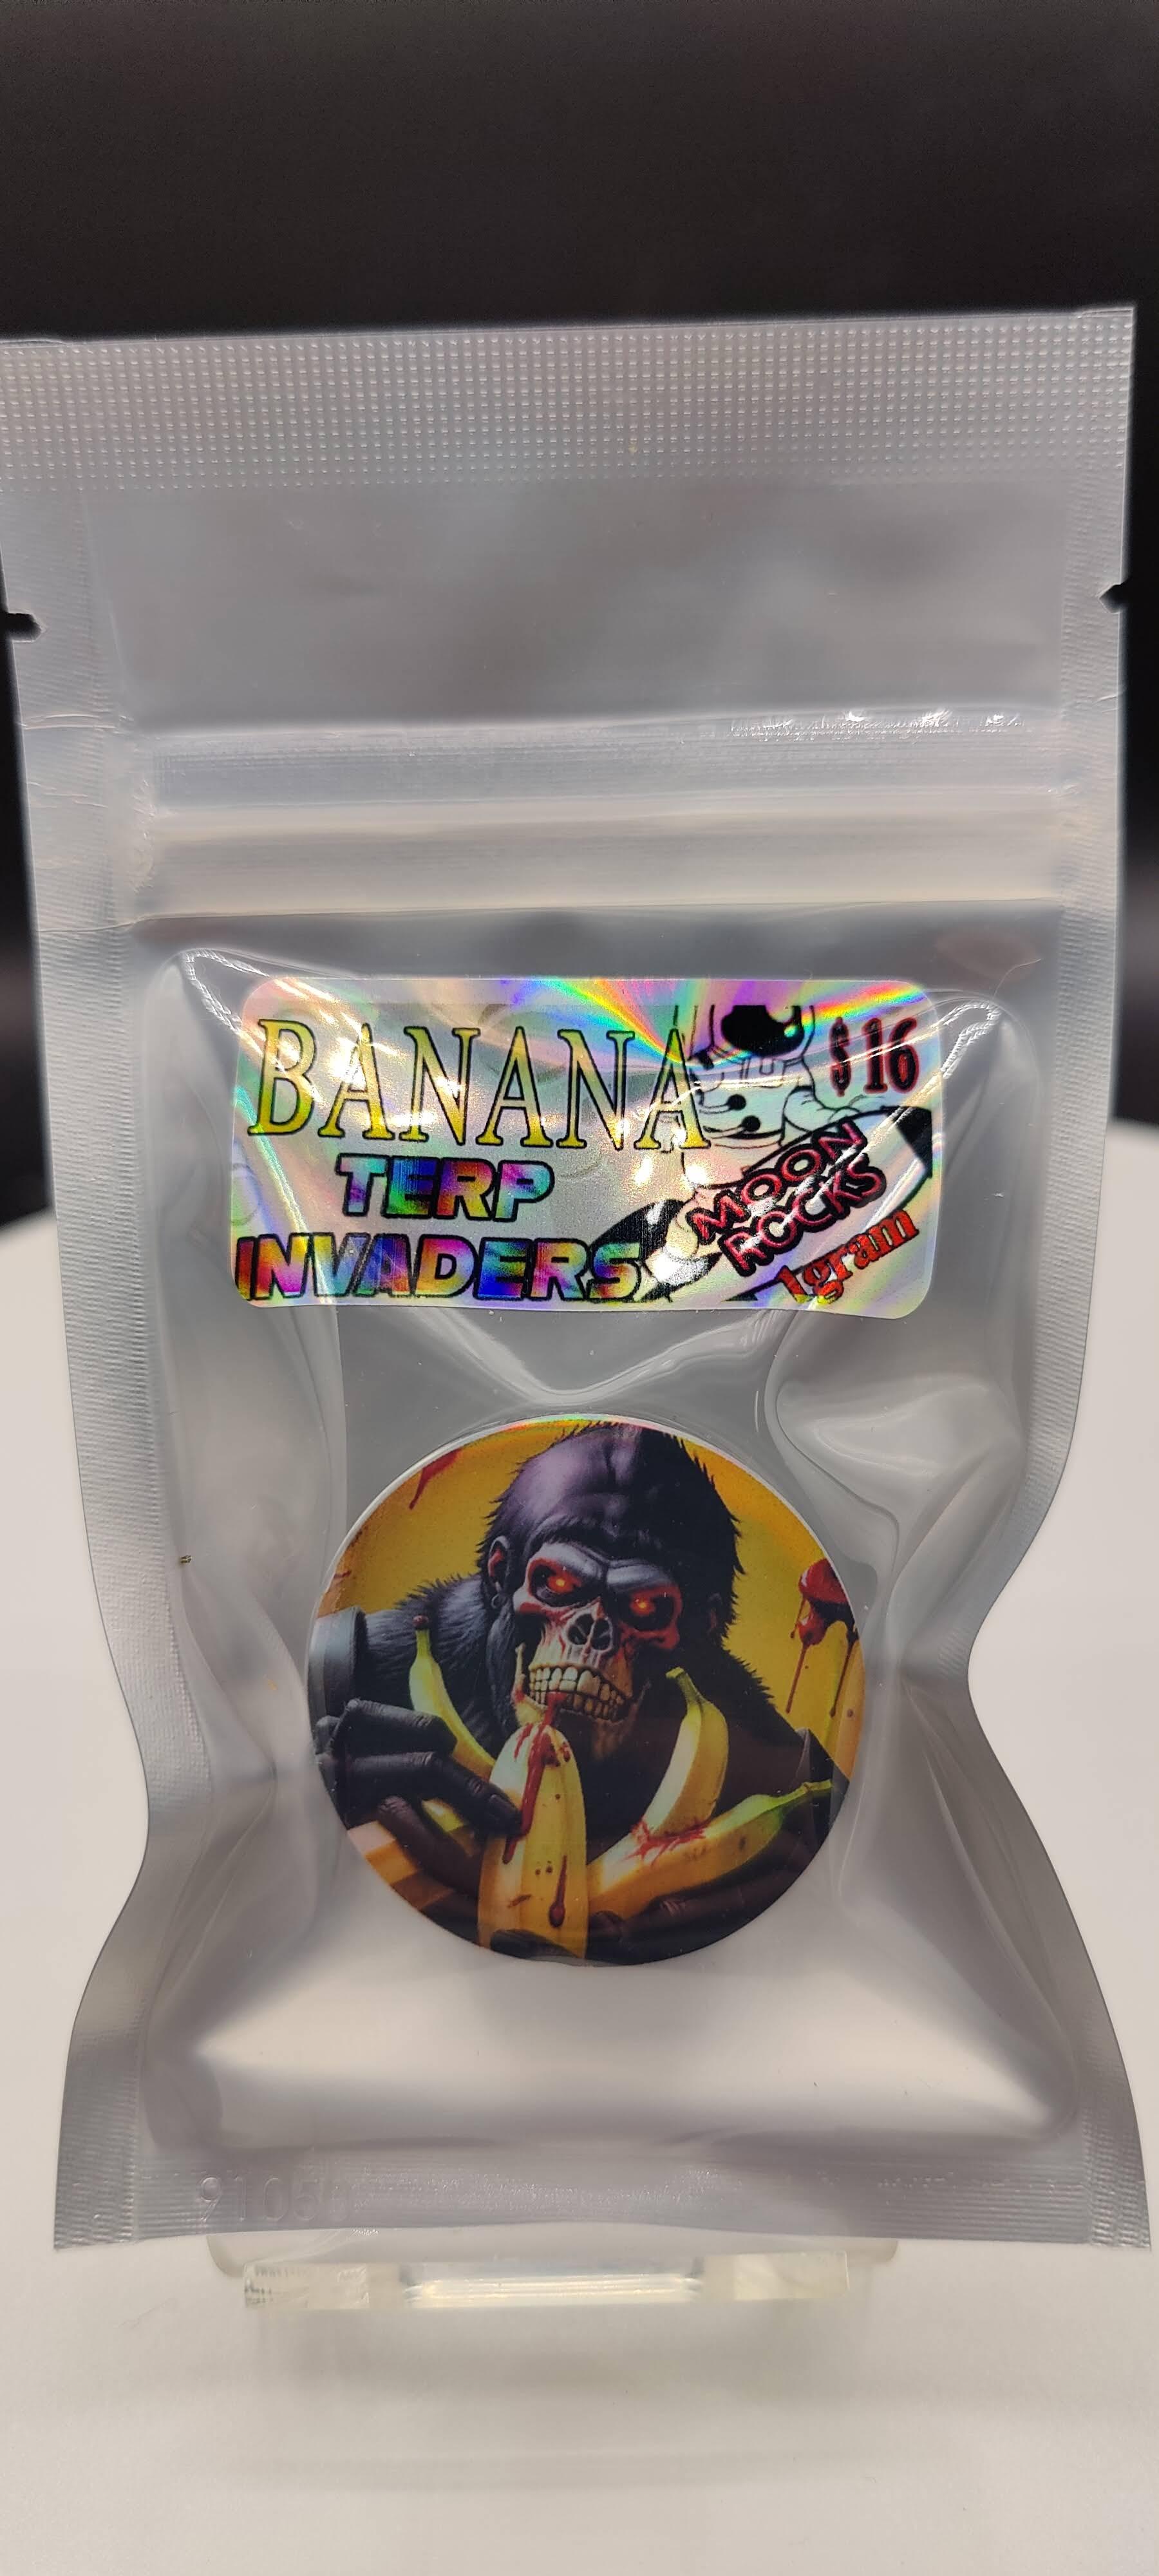 BANANA
$16
TERP
INVADERS
MOON
ROCKS
1gram